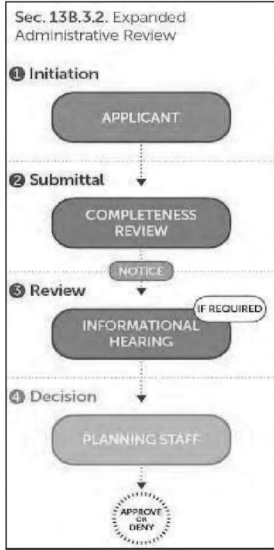 Sec. 13B.3.2. Expanded
Administrative Review
1 Initiation
APPLICANT
2 Submittal
COMPLETENESS
REVIEW
NOTICE
3 Review
IF REQUIRED
INFORMATIONAL
HEARING
4 Decision
PLANNING STAFF
APPROVE
OR
DENY